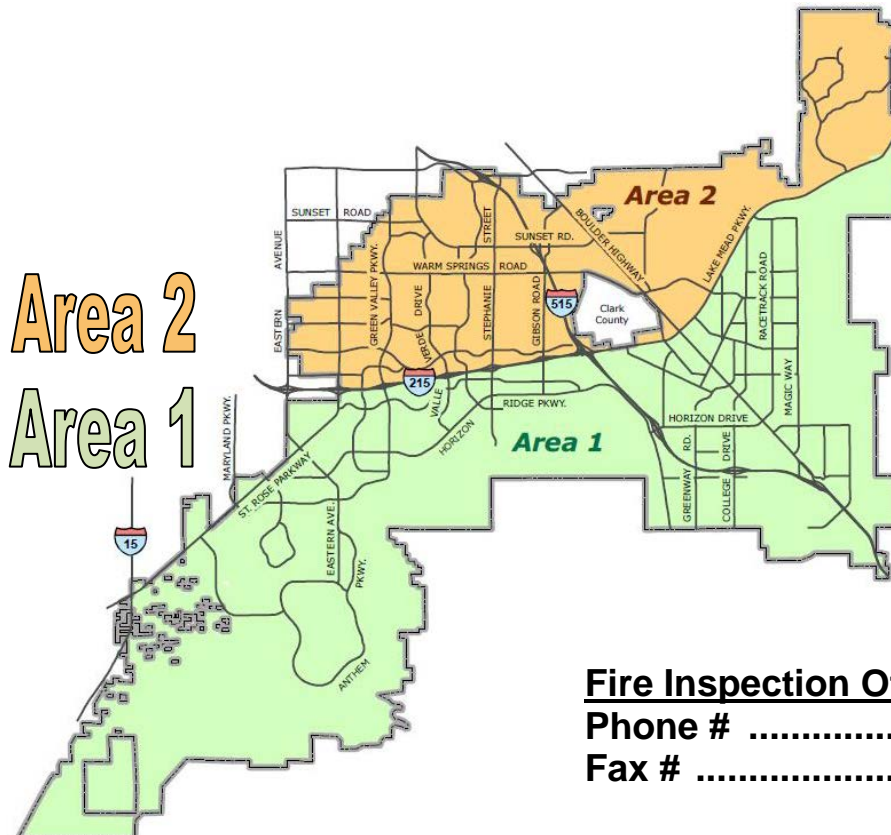 Area 2
Area 1
Area 2
Area 1
SUNSET ROAD
AVENUE
EASTERN
GREEN VALLEY PKWY.
DRIVE
VERDE
VALLE
STREET
STEPHANIE
SUNSET RD.
WARM SPRINGS ROAD
GIBSON ROAD
BOULDER HIGHWAY
515
Clark
County
LAKE MEAD PKWY.
RACETRACK ROAD
MAGIC WAY
215
RIDGE PKWY.
HORIZON
HORIZON DRIVE
GREENWAY RD.
COLLEGE DRIVE
MARYLAND PKWY.
ST. ROSE PARKWAY
15
EASTERN AVE.
PKWY.
ANTHEM
Fire Inspection O
Phone # ...............
Fax # ...................